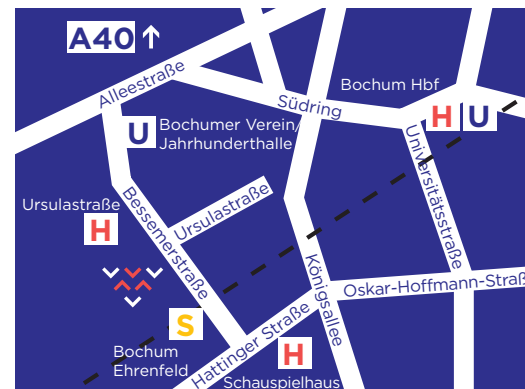 A40
Alleestraße
Bochum Hbf
Südring
H U
U
Bochumer Verein/
Jahrhunderthalle
Universitätsstraße
Ursulastraße
H
Bessemerstraße
Ursulastraße
Königsallee
Oskar-Hoffmann-Straß
S
Bochum
Ehrenfeld
Hattinger Straße
H
Schauspielhaus